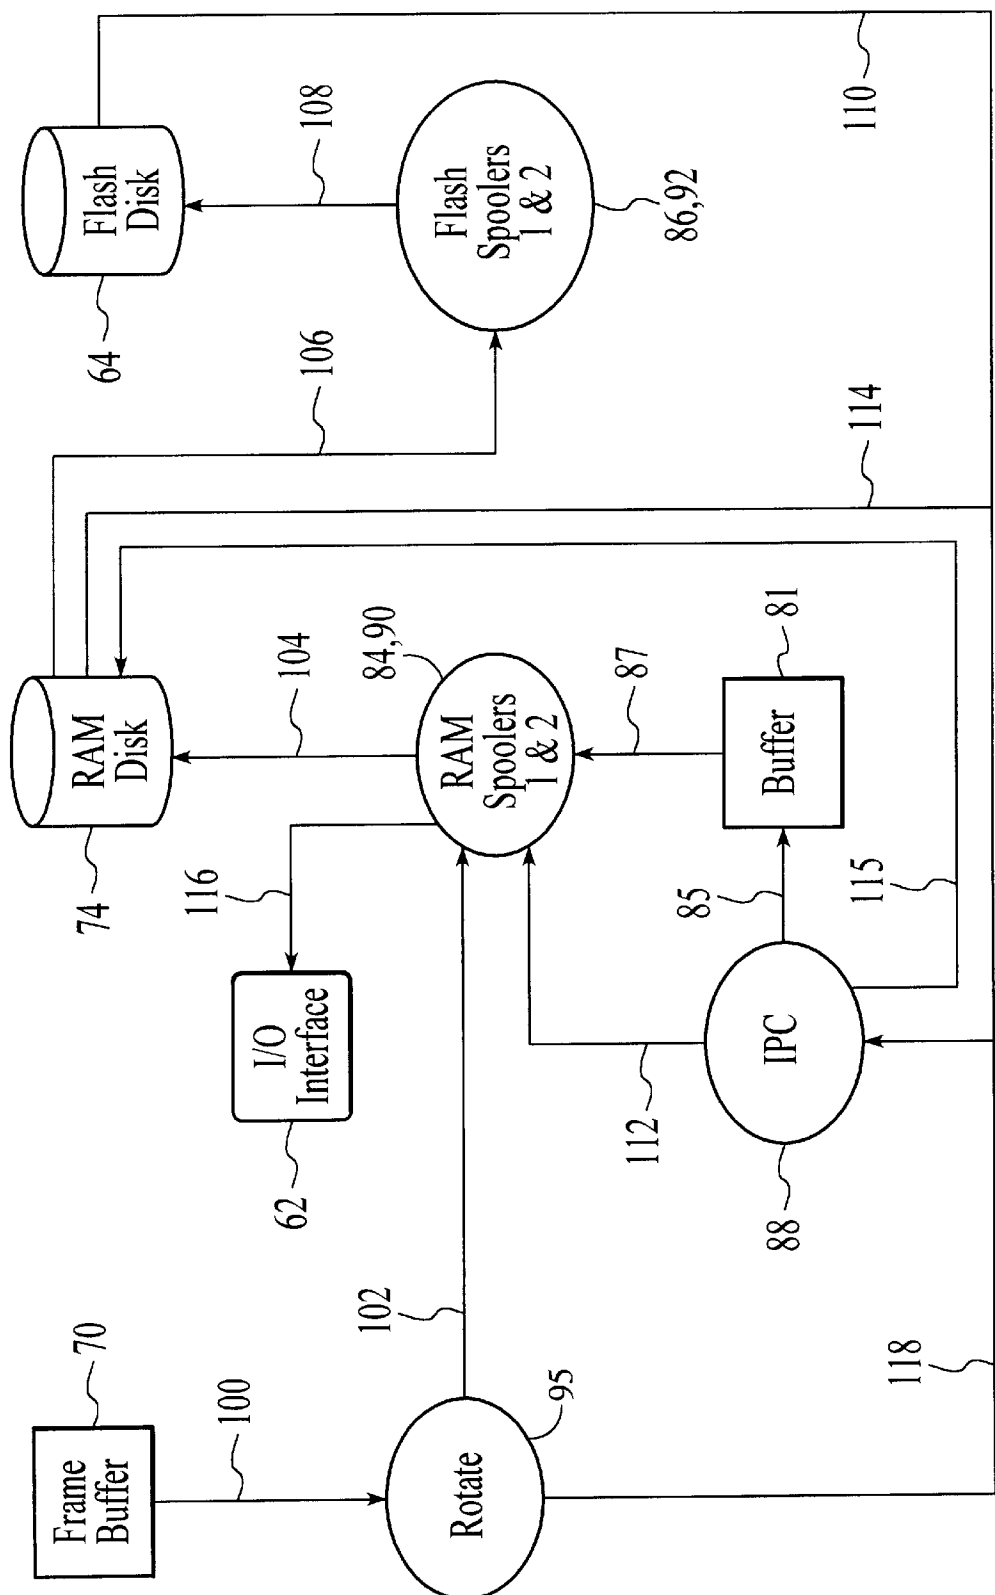 Frame
Buffer
70
100
Rotate
95
102
118
I/O
Interface
62
116
RAM
Disk
74
104
RAM
Spoolers
1 & 2
84,90
87
Buffer
81
85
IPC
88
112
115
114
106
Flash
Disk
64
108
Flash
Spoolers
1 & 2
86,92
110